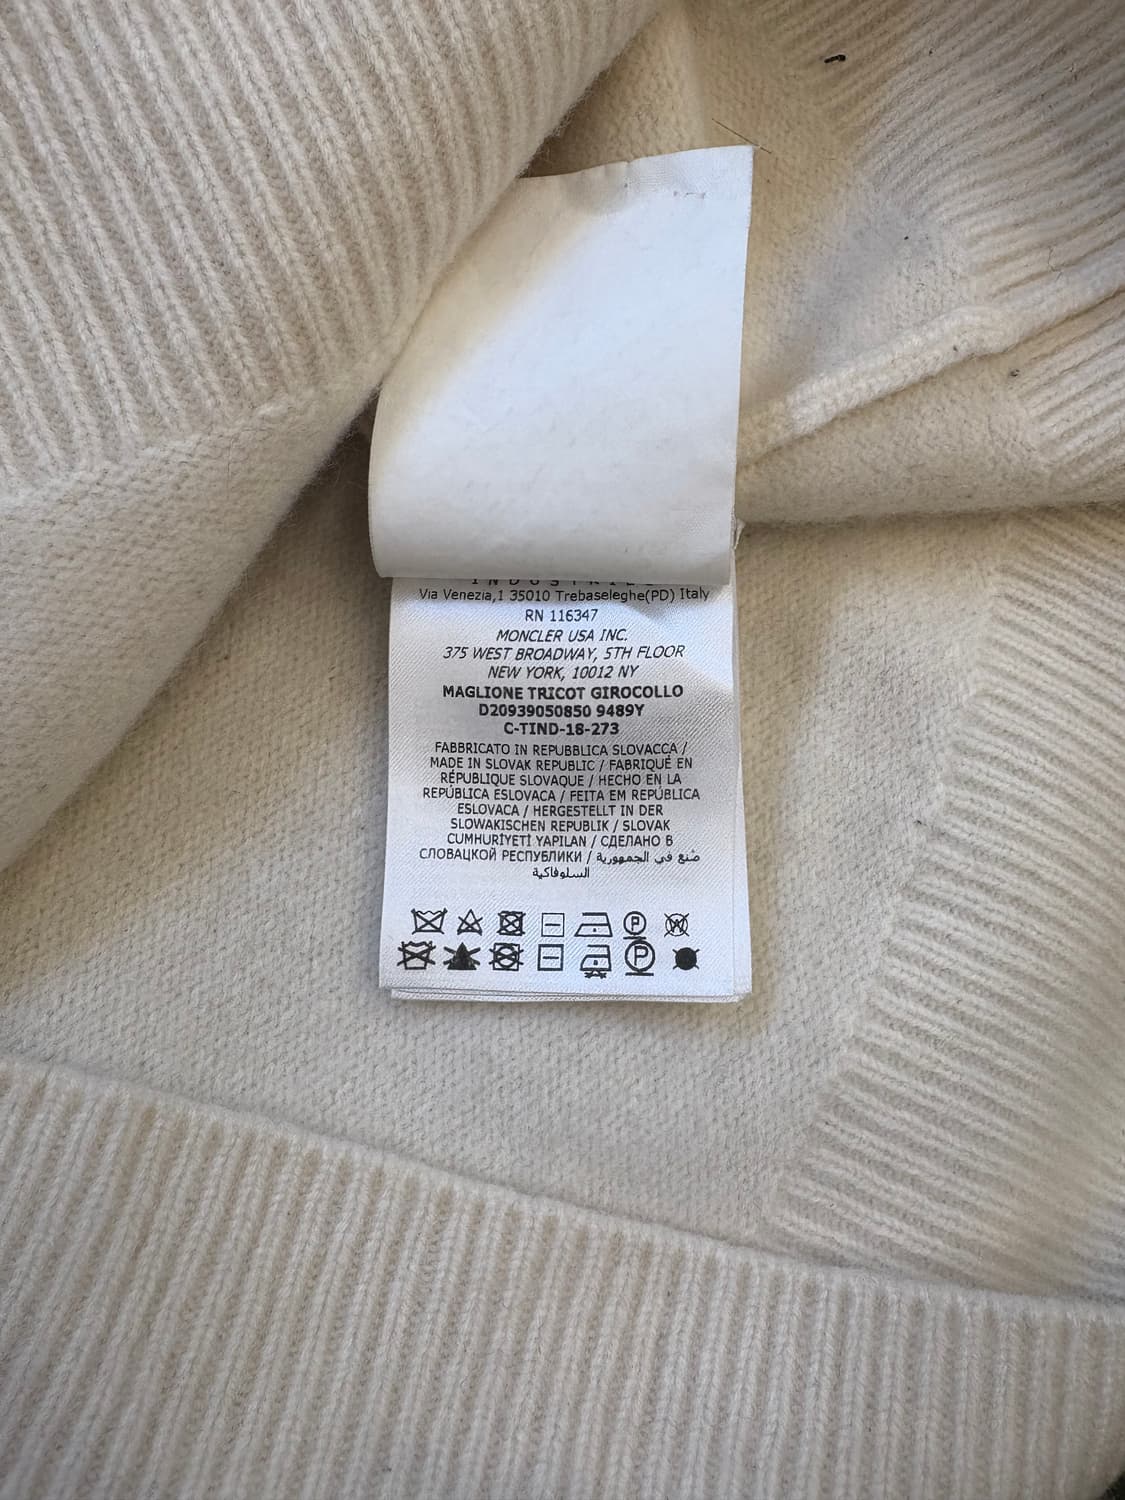 INDUSTRIES
Via Venezia,1 35010 Trebaseleghe(PD) Italy
RN 116347
MONCLER USA INC.
375 WEST BROADWAY, 5TH FLOOR
NEW YORK, 10012 NY
MAGLIONE TRICOT GIROCOLLO
D20939050850 9489Y
C-TIND-18-273
FABBRICATO IN REPUBBLICA SLOVACCA /
MADE IN SLOVAK REPUBLIC / FABRIQUÉ EN
RÉPUBLIQUE SLOVAQUE / HECHO EN LA
REPÚBLICA ESLOVACA / FEITA EM REPÚBLICA
ESLOVACA / HERGESTELLT IN DER
SLOWAKISCHEN REPUBLIK / SLOVAK
CUMHURİYETİ YAPILAN / СДЕЛАНО В
СЛОВАЦКОЙ РЕСПУБЛИКИ / صنع في الجمهورية
السلوفاكية
P W
P